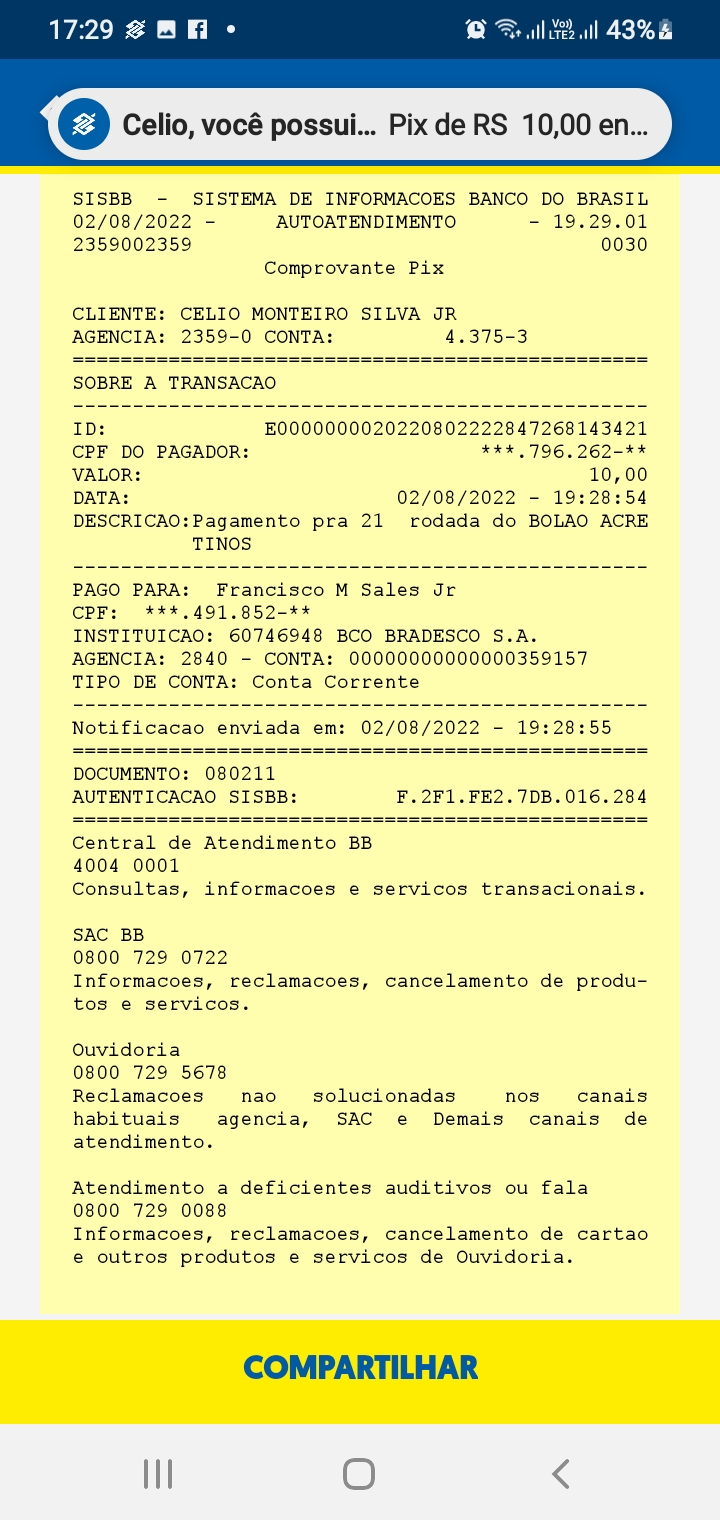 17:29 Vo)) LTE2 43%
Celio, você possui... Pix de RS 10,00 en...
SISBB - SISTEMA DE INFORMACOES BANCO DO BRASIL
02/08/2022 - AUTOATENDIMENTO - 19.29.01
2359002359 0030
Comprovante Pix
CLIENTE: CELIO MONTEIRO SILVA JR
AGENCIA: 2359-0 CONTA: 4.375-3
================================================
SOBRE A TRANSACAO
------------------------------------------------
ID: E0000000020220802222847268143421
CPF DO PAGADOR: ***.796.262-**
VALOR: 10,00
DATA: 02/08/2022 - 19:28:54
DESCRICAO:Pagamento pra 21 rodada do BOLAO ACRE
TINOS
------------------------------------------------
PAGO PARA: Francisco M Sales Jr
CPF: ***.491.852-**
INSTITUICAO: 60746948 BCO BRADESCO S.A.
AGENCIA: 2840 - CONTA: 00000000000000359157
TIPO DE CONTA: Conta Corrente
------------------------------------------------
Notificacao enviada em: 02/08/2022 - 19:28:55
================================================
DOCUMENTO: 080211
AUTENTICACAO SISBB: F.2F1.FE2.7DB.016.284
================================================
Central de Atendimento BB
4004 0001
Consultas, informacoes e servicos transacionais.
SAC BB
0800 729 0722
Informacoes, reclamacoes, cancelamento de produ-
tos e servicos.
Ouvidoria
0800 729 5678
Reclamacoes nao solucionadas nos canais
habituais agencia, SAC e Demais canais de
atendimento.
Atendimento a deficientes auditivos ou fala
0800 729 0088
Informacoes, reclamacoes, cancelamento de cartao
e outros produtos e servicos de Ouvidoria.
COMPARTILHAR